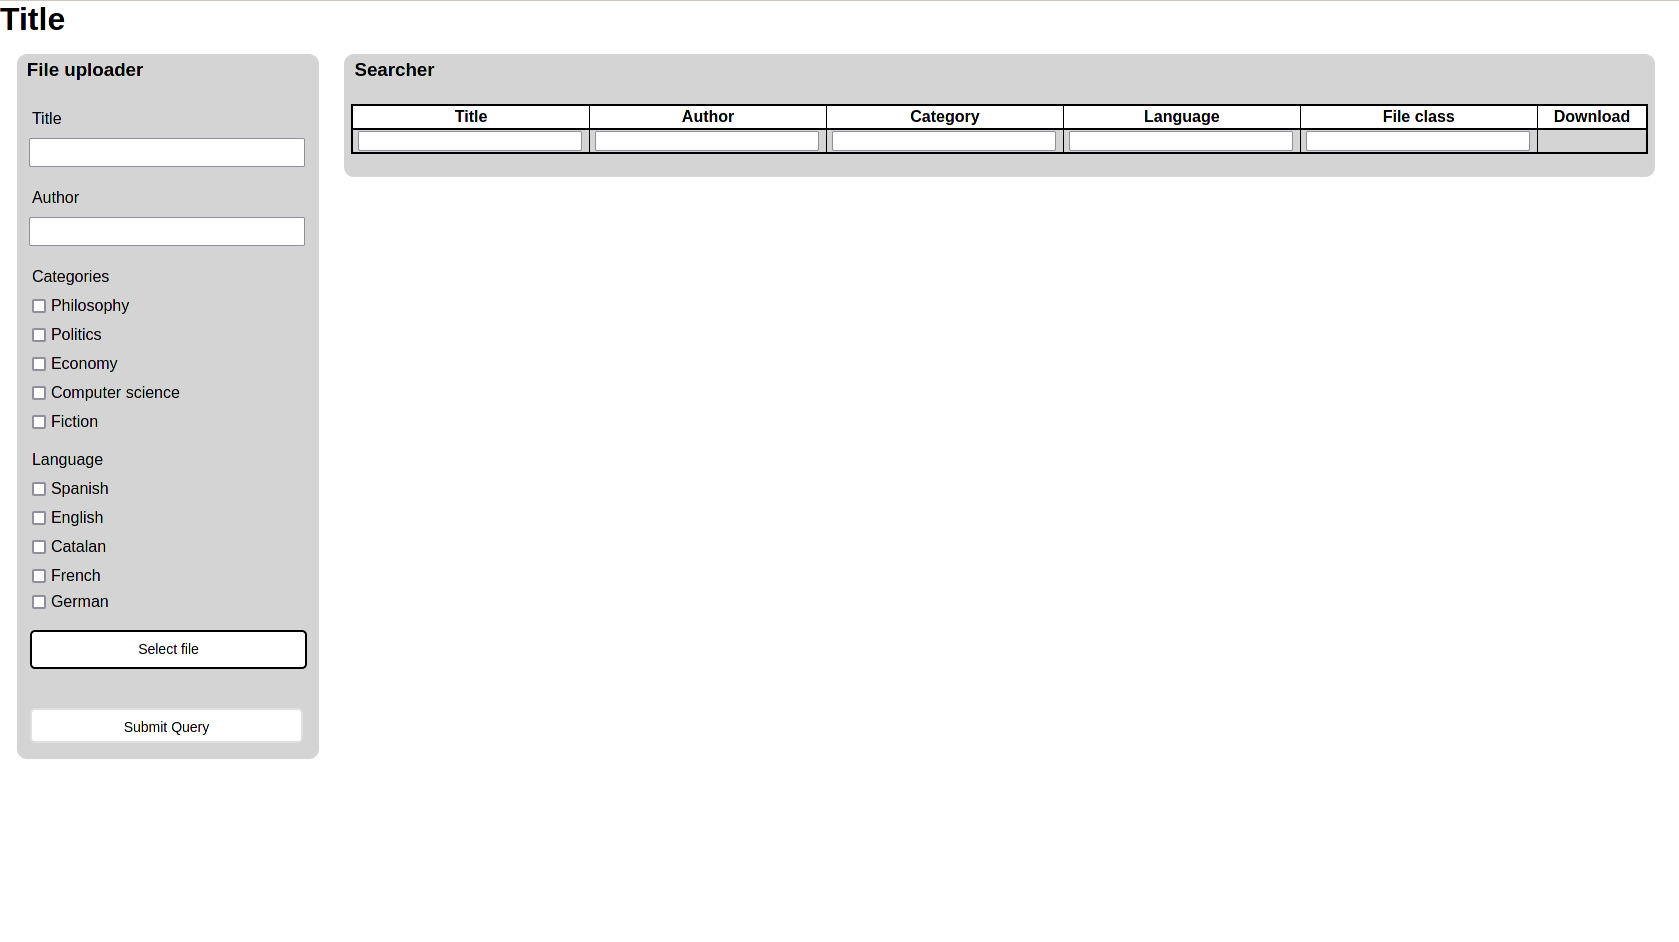 Title
File uploader
Title
Author
Categories
Philosophy
Politics
Economy
Computer science
Fiction
Language
Spanish
English
Catalan
French
German
Select file
Submit Query
Searcher
Title Author Category Language File class Download